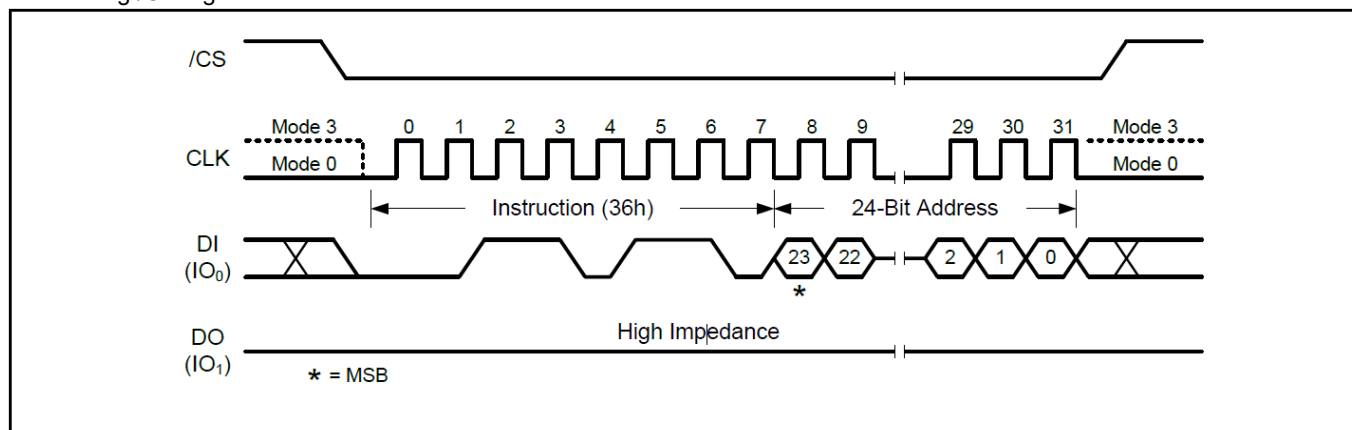 /CS
Mode 3 0 1 2 3 4 5 6 7 8 9 29 30 31 Mode 3
CLK
Mode 0 Mode 0
Instruction (36h) 24-Bit Address
DI
(IO₀)
23 22 2 1 0
*
High Impedance
DO
(IO₁)
* = MSB